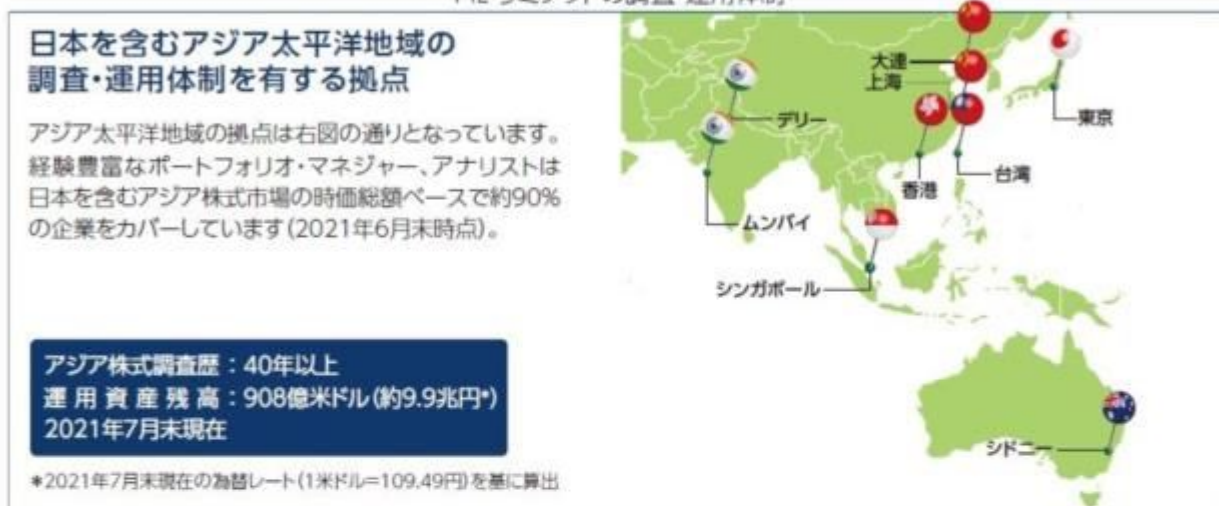 の調査・運用体制
日本を含むアジア太平洋地域の
調査・運用体制を有する拠点
アジア太平洋地域の拠点は右図の通りとなっています。
経験豊富なポートフォリオ・マネジャー、アナリストは
日本を含むアジア株式市場の時価総額ベースで約90%
の企業をカバーしています(2021年6月末時点)。
アジア株式調査歴:40年以上
運用資産残高:908億米ドル(約9.9兆円*)
2021年7月末現在
*2021年7月末現在の為替レート(1米ドル=109.49円)を基に算出
大連
上海
デリー
東京
台湾
香港
ムンバイ
シンガポール
シドニー